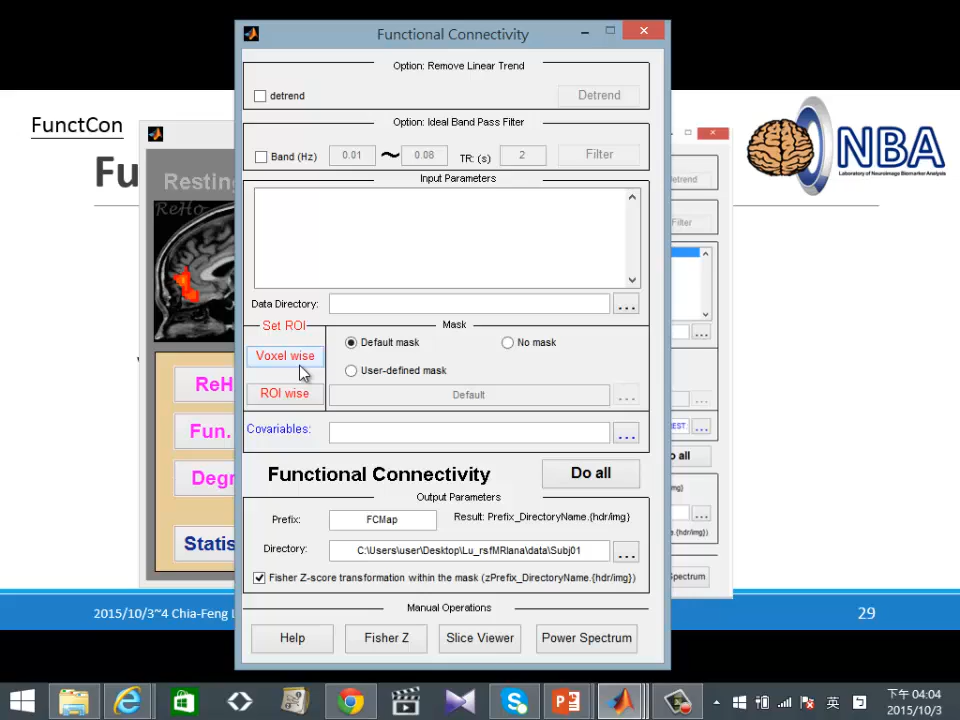 Functional Connectivity
Option: Remove Linear Trend
detrend
Detrend
Option: Ideal Band Pass Filter
Band (Hz)
0.01
~
0.08
TR: (s)
2
Filter
Input Parameters
Data Directory:
...
Set ROI
Mask
Voxel wise
Default mask
No mask
User-defined mask
ROI wise
Default
...
Covariables:
...
Functional Connectivity
Do all
Output Parameters
Prefix:
FCMap
Result: Prefix_DirectoryName.{hdr/img}
Directory:
C:\Users\user\Desktop\Lu_rsfMRIana\data\Subj01
...
Fisher Z-score transformation within the mask (zPrefix_DirectoryName.{hdr/img})
Manual Operations
Help
Fisher Z
Slice Viewer
Power Spectrum
FunctCon
Fu
Resting
ReHo
ReH
Fun.
Degr
Statis
etrend
Filter
...
...
EST.
...
o all
...
pectrum
NBA
Laboratory of Neuroimage Biomarker Analysis
2015/10/3~4 Chia-Feng L
29
英
下午 04:04
2015/10/3